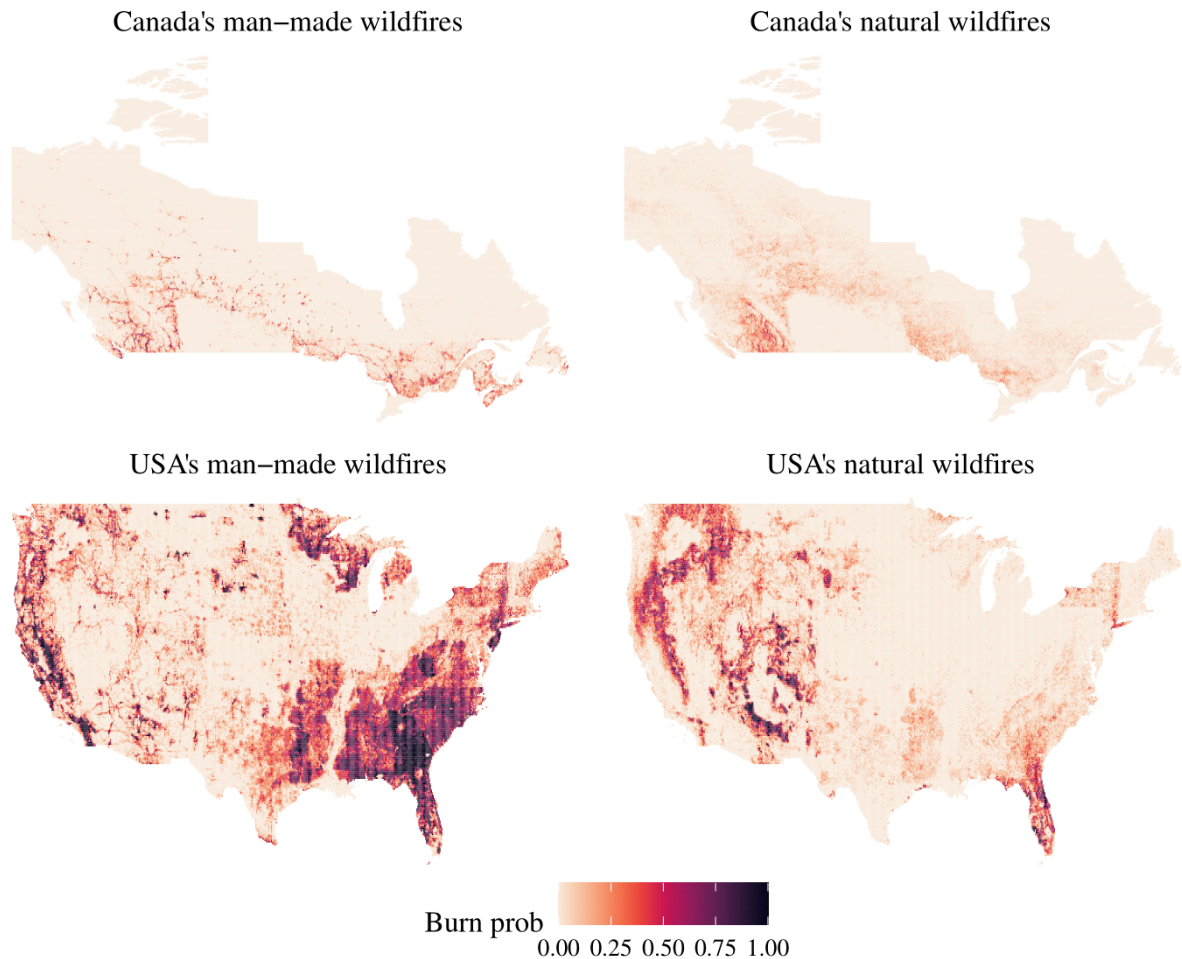 Canada's man−made wildfires
Canada's natural wildfires
USA's man−made wildfires
USA's natural wildfires
Burn prob
0.00 0.25 0.50 0.75 1.00